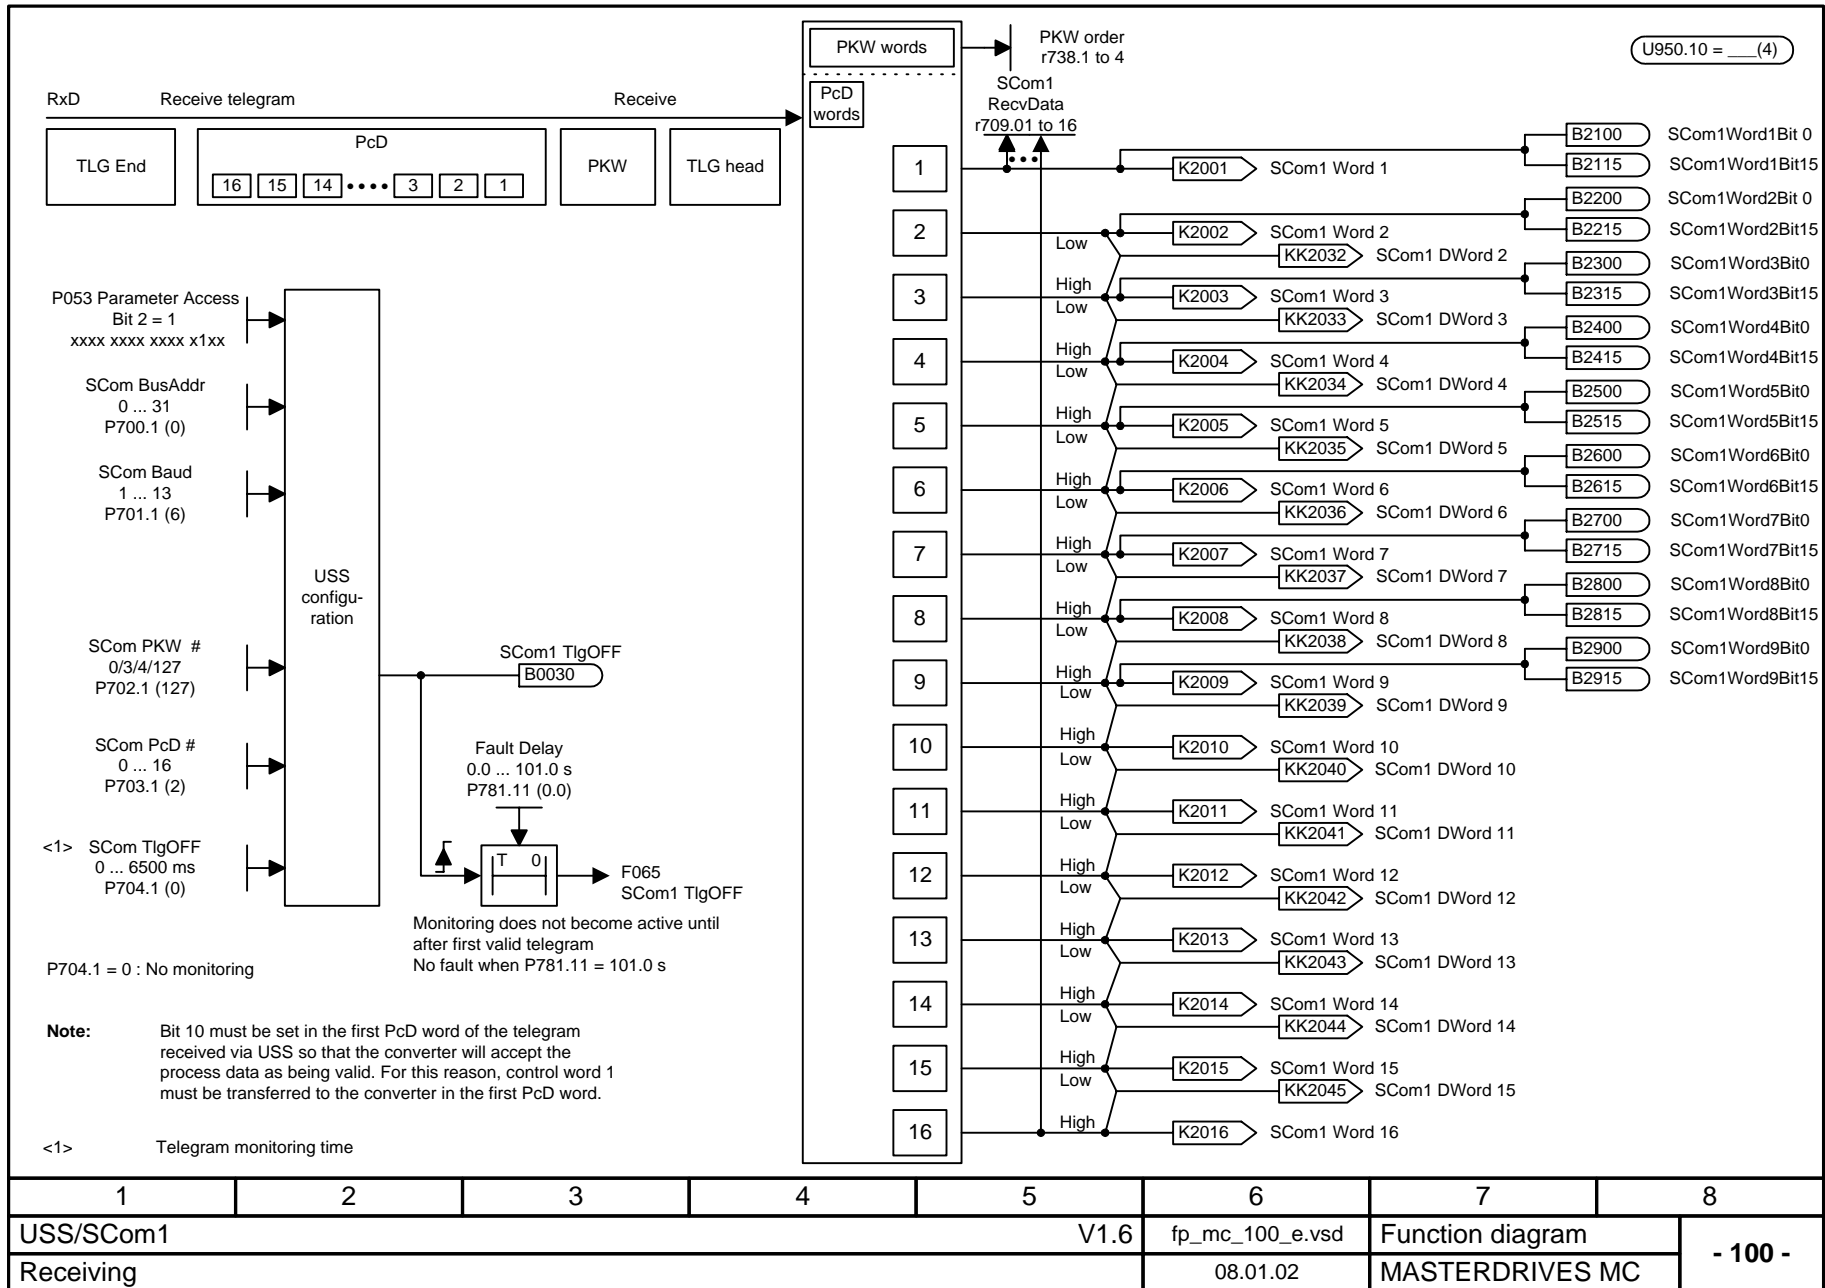 PKW words
PKW order
r738.1 to 4
U950.10 = ___(4)
RxD
Receive telegram
Receive
PcD
words
SCom1
RecvData
r709.01 to 16
TLG End
PcD
16 15 14 3 2 1
PKW
TLG head
1
K2001
SCom1 Word 1
B2100
SCom1Word1Bit 0
B2115
SCom1Word1Bit15
2
Low
K2002
SCom1 Word 2
KK2032
SCom1 DWord 2
B2200
SCom1Word2Bit 0
B2215
SCom1Word2Bit15
3
High
Low
K2003
SCom1 Word 3
KK2033
SCom1 DWord 3
B2300
SCom1Word3Bit0
B2315
SCom1Word3Bit15
4
High
Low
K2004
SCom1 Word 4
KK2034
SCom1 DWord 4
B2400
SCom1Word4Bit0
B2415
SCom1Word4Bit15
5
High
Low
K2005
SCom1 Word 5
KK2035
SCom1 DWord 5
B2500
SCom1Word5Bit0
B2515
SCom1Word5Bit15
6
High
Low
K2006
SCom1 Word 6
KK2036
SCom1 DWord 6
B2600
SCom1Word6Bit0
B2615
SCom1Word6Bit15
7
High
Low
K2007
SCom1 Word 7
KK2037
SCom1 DWord 7
B2700
SCom1Word7Bit0
B2715
SCom1Word7Bit15
8
High
Low
K2008
SCom1 Word 8
KK2038
SCom1 DWord 8
B2800
SCom1Word8Bit0
B2815
SCom1Word8Bit15
9
High
Low
K2009
SCom1 Word 9
KK2039
SCom1 DWord 9
B2900
SCom1Word9Bit0
B2915
SCom1Word9Bit15
10
High
Low
K2010
SCom1 Word 10
KK2040
SCom1 DWord 10
11
High
Low
K2011
SCom1 Word 11
KK2041
SCom1 DWord 11
12
High
Low
K2012
SCom1 Word 12
KK2042
SCom1 DWord 12
13
High
Low
K2013
SCom1 Word 13
KK2043
SCom1 DWord 13
14
High
Low
K2014
SCom1 Word 14
KK2044
SCom1 DWord 14
15
High
Low
K2015
SCom1 Word 15
KK2045
SCom1 DWord 15
16
High
K2016
SCom1 Word 16
P053 Parameter Access
Bit 2 = 1
xxxx xxxx xxxx x1xx
SCom BusAddr
0 ... 31
P700.1 (0)
SCom Baud
1 ... 13
P701.1 (6)
SCom PKW #
0/3/4/127
P702.1 (127)
SCom PcD #
0 ... 16
P703.1 (2)
<1> SCom TlgOFF
0 ... 6500 ms
P704.1 (0)
USS
configu-
ration
SCom1 TlgOFF
B0030
Fault Delay
0.0 ... 101.0 s
P781.11 (0.0)
T 0
F065
SCom1 TlgOFF
Monitoring does not become active until
after first valid telegram
No fault when P781.11 = 101.0 s
P704.1 = 0 : No monitoring
Note: Bit 10 must be set in the first PcD word of the telegram
received via USS so that the converter will accept the
process data as being valid. For this reason, control word 1
must be transferred to the converter in the first PcD word.
<1> Telegram monitoring time
1 2 3 4 5 6 7 8
USS/SCom1 V1.6 fp_mc_100_e.vsd Function diagram
- 100 -
Receiving 08.01.02 MASTERDRIVES MC